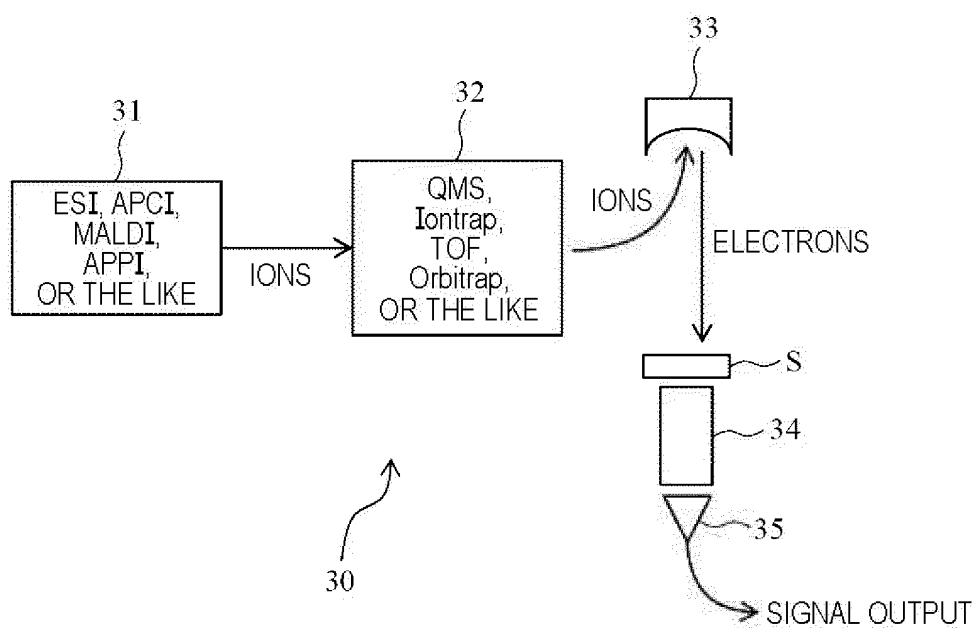 33
32
31
QMS,
Iontrap,
TOF,
Orbitrap,
OR THE LIKE
ESI, APCI,
MALDI,
APPI,
OR THE LIKE
IONS
IONS
ELECTRONS
S
34
35
30
SIGNAL OUTPUT